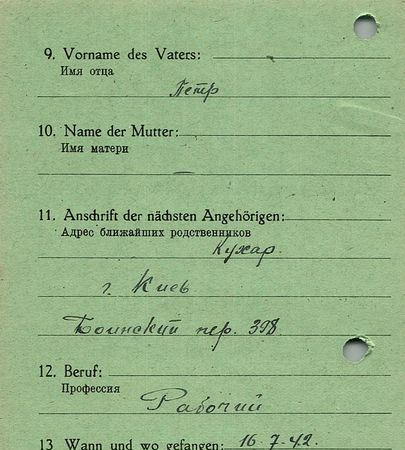 9. Vorname des Vaters:
Имя отца
Петр
10. Name der Mutter:
Имя матери
—
11. Anschrift der nächsten Angehörigen:
Адрес ближайших родственников
Кухар
г. Киев
пер. 398
12. Beruf:
Профессия
Рабочий
13 Wann und wo gefangen: 16-7-42.